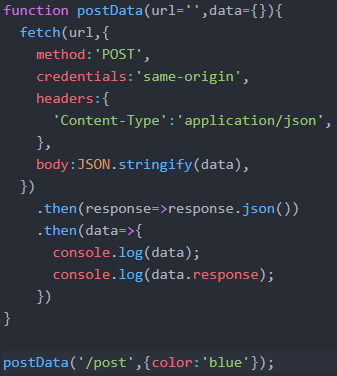 function postData(url='',data={}){
  fetch(url,{
    method:'POST',
    credentials:'same-origin',
    headers:{
      'Content-Type':'application/json',
    },
    body:JSON.stringify(data),
  })
    .then(response=>response.json())
    .then(data=>{
      console.log(data);
      console.log(data.response);
    })
}
postData('/post',{color:'blue'});